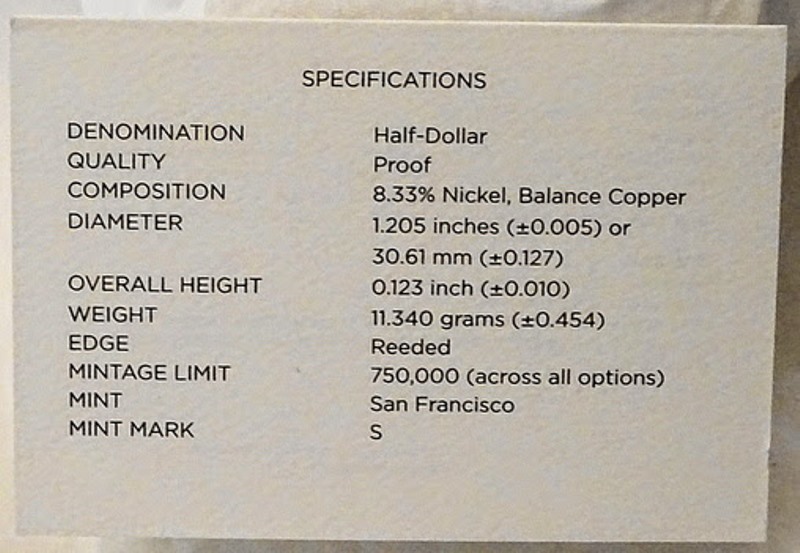 SPECIFICATIONS
DENOMINATION Half-Dollar
QUALITY Proof
COMPOSITION 8.33% Nickel, Balance Copper
DIAMETER 1.205 inches (±0.005) or
30.61 mm (±0.127)
OVERALL HEIGHT 0.123 inch (±0.010)
WEIGHT 11.340 grams (±0.454)
EDGE Reeded
MINTAGE LIMIT 750,000 (across all options)
MINT San Francisco
MINT MARK S